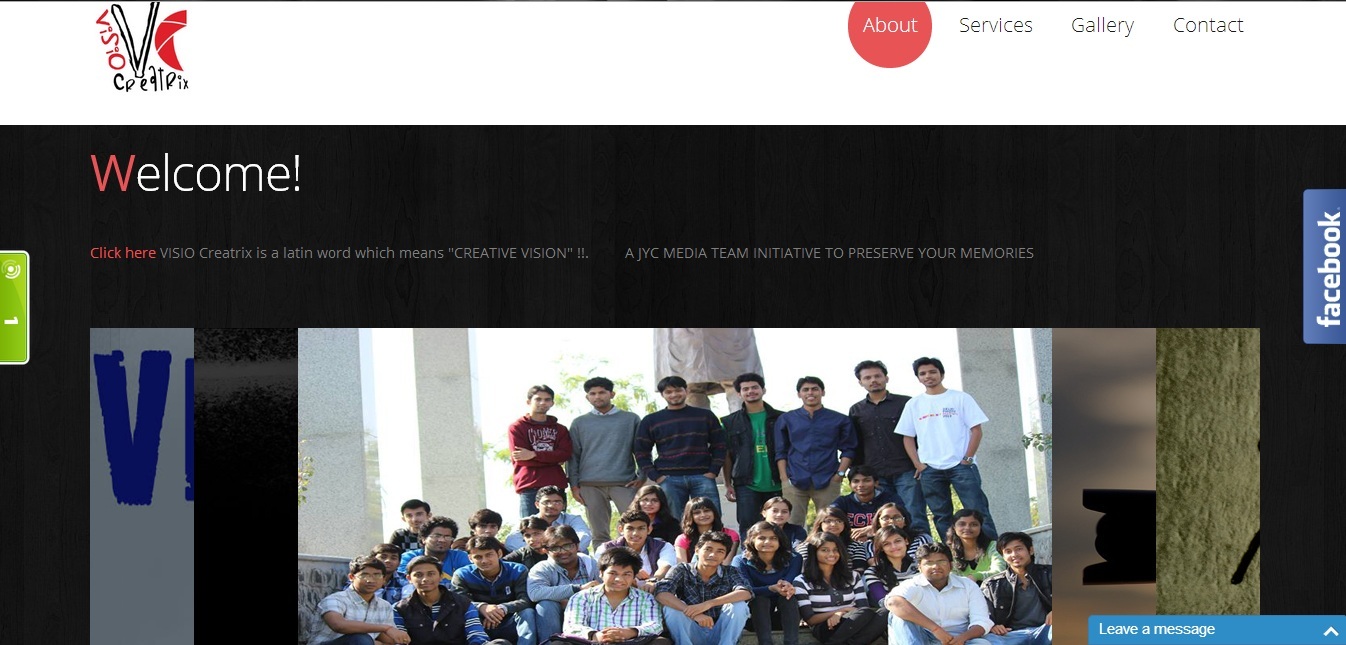 VISIO
Creatrix
About
Services
Gallery
Contact
Welcome!
Click here VISIO Creatrix is a latin word which means "CREATIVE VISION" !!. A JYC MEDIA TEAM INITIATIVE TO PRESERVE YOUR MEMORIES
1
facebook
Leave a message